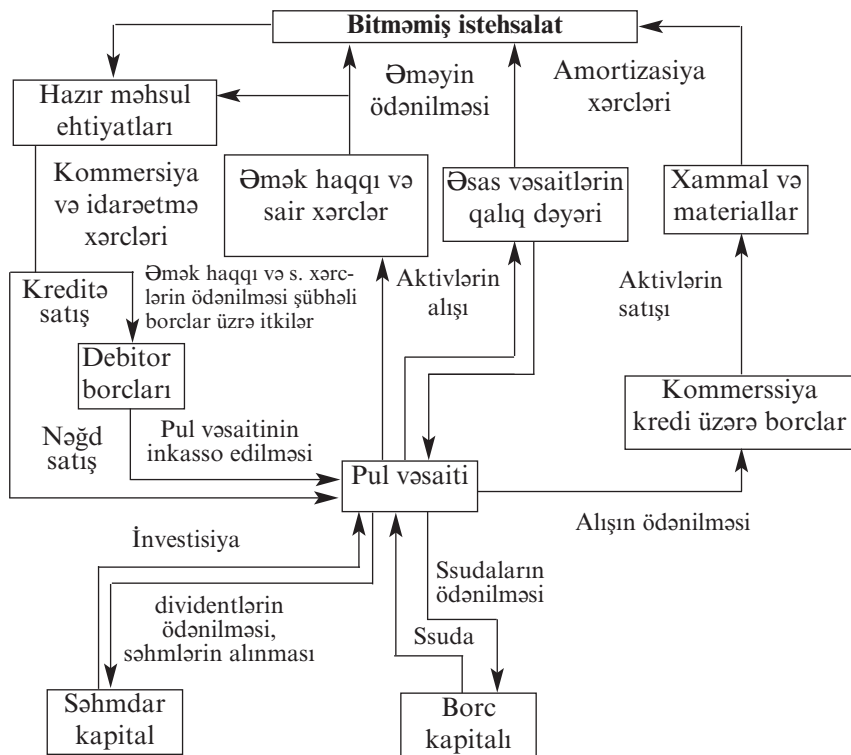 Bitməmiş istehsalat
Hazır məhsul
ehtiyatları
Əməyin
ödənilməsi
Amortizasiya
xərcləri
Kommersiya
və idarəetmə
xərcləri
Əmək haqqı və
sair xərclər
Əsas vəsaitlərin
qalıq dəyəri
Xammal və
materiallar
Kreditə
satış
Əmək haqqı və s. xərc-
lərin ödənilməsi şübhəli
borclar üzrə itkilər
Aktivlərin
alışı
Aktivlərin
satışı
Debitor
borcları
Kommerssiya
kredi üzərə borclar
Nəğd
satış
Pul vəsaitinin
inkasso edilməsi
Pul vəsaiti
Alışın ödənilməsi
İnvestisiya
Ssudaların
ödənilməsi
dividentlərin
ödənilməsi,
səhmlərin alınması
Ssuda
Səhmdar
kapital
Borc
kapitalı